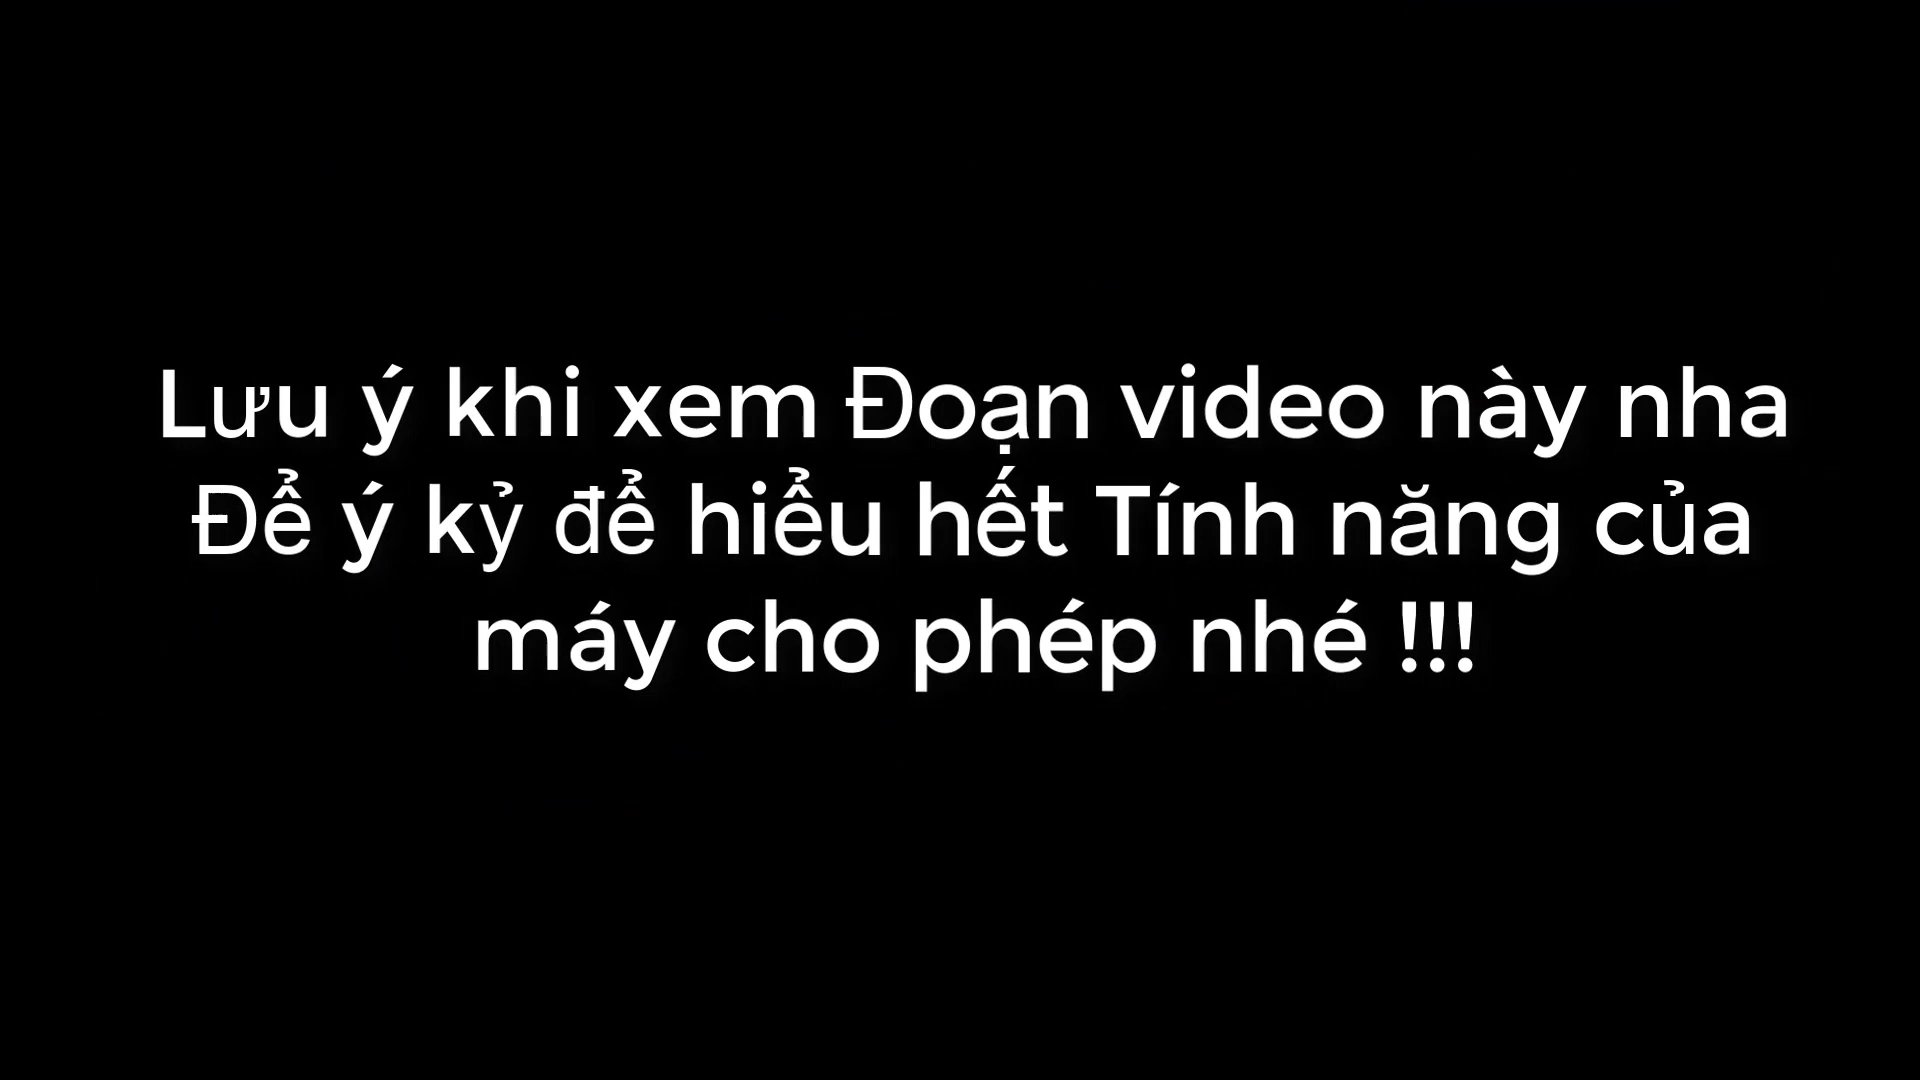 Lưu ý khi xem Đoạn video này nha
Để ý kỷ để hiểu hết Tính năng của
máy cho phép nhé !!!